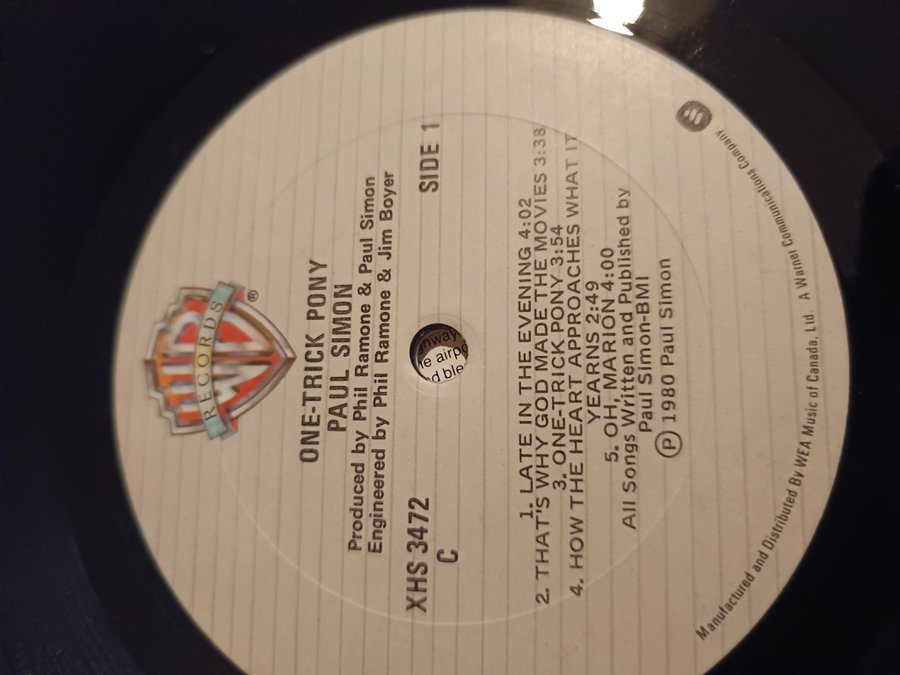 RECORDS
®
ONE-TRICK PONY
PAUL SIMON
Produced by Phil Ramone & Paul Simon
Engineered by Phil Ramone & Jim Boyer
XHS 3472 SIDE 1
C
nway
e airpo
d ble
1. LATE IN THE EVENING 4:02
2. THAT'S WHY GOD MADE THE MOVIES 3:38
3. ONE-TRICK PONY 3:54
4. HOW THE HEART APPROACHES WHAT IT
YEARNS 2:49
5. OH, MARION 4:00
All Songs Written and Published by
Paul Simon-BMI
Ⓟ 1980 Paul Simon
Manufactured and Distributed By WEA Music of Canada, Ltd. A Warner Communications Company